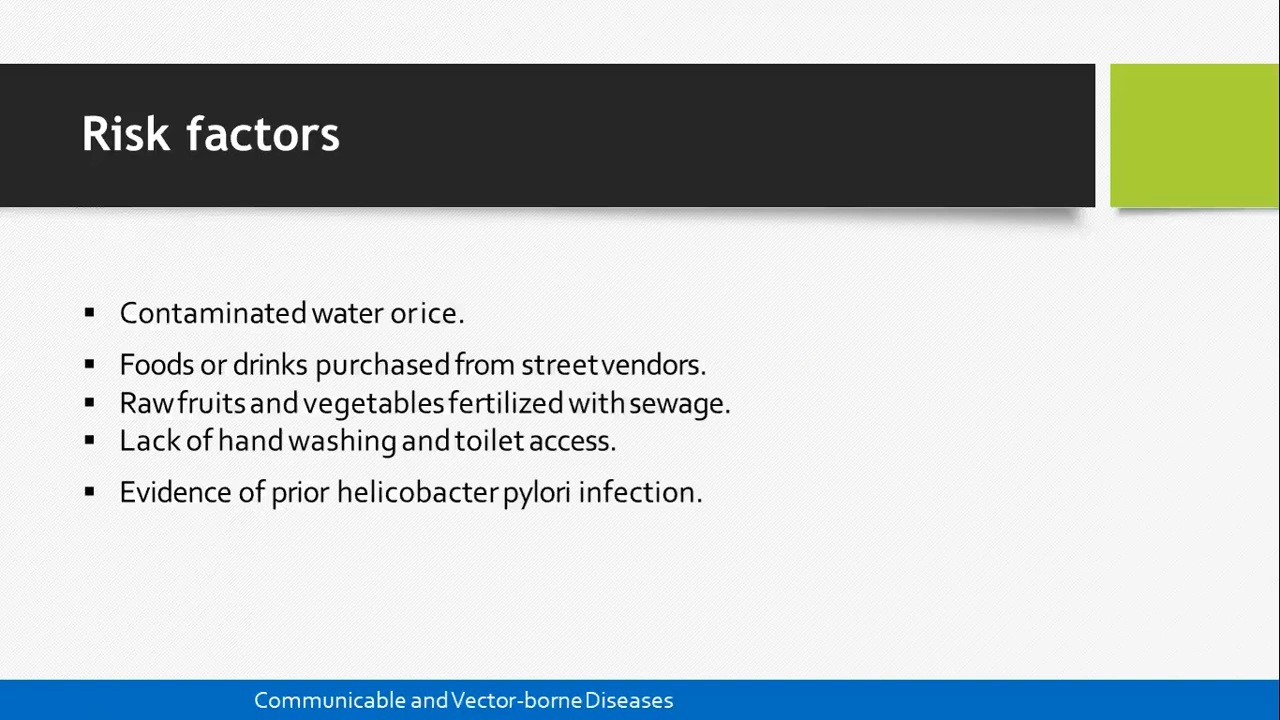 Risk factors
▪ Contaminated water or ice.
▪ Foods or drinks purchased from street vendors.
▪ Raw fruits and vegetables fertilized with sewage.
▪ Lack of hand washing and toilet access.
▪ Evidence of prior helicobacter pylori infection.
Communicable and Vector-borne Diseases